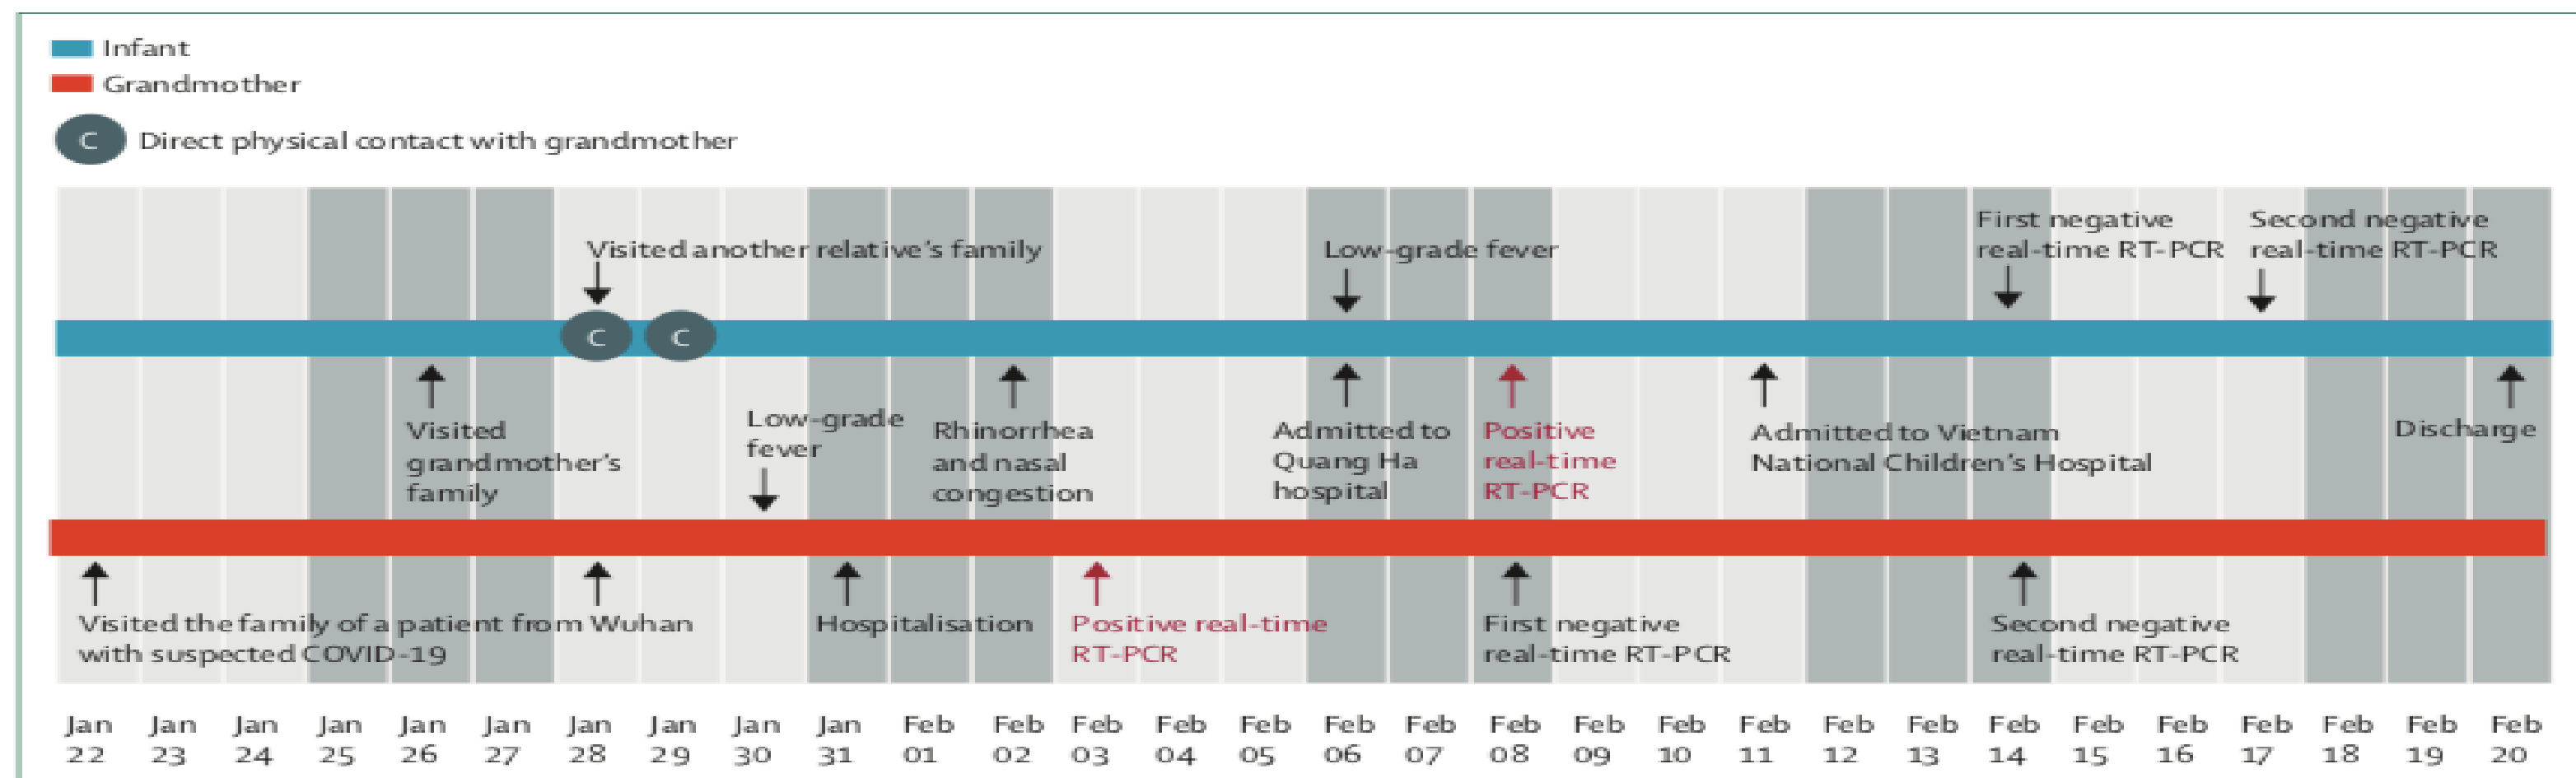 Infant
Grandmother
C Direct physical contact with grandmother
Visited another relative's family
Low-grade fever
First negative
real-time RT-PCR
Second negative
real-time RT-PCR
C
C
Visited
grandmother's
family
Low-grade
fever
Rhinorrhea
and nasal
congestion
Admitted to
Quang Ha
hospital
Positive
real-time
RT-PCR
Admitted to Vietnam
National Children's Hospital
Discharge
Visited the family of a patient from Wuhan
with suspected COVID-19
Hospitalisation
Positive real-time
RT-PCR
First negative
real-time RT-PCR
Second negative
real-time RT-PCR
Jan Jan Jan Jan Jan Jan Jan Jan Jan Jan Feb Feb Feb Feb Feb Feb Feb Feb Feb Feb Feb Feb Feb Feb Feb Feb Feb Feb Feb Feb
22 23 24 25 26 27 28 29 30 31 01 02 03 04 05 06 07 08 09 10 11 12 13 14 15 16 17 18 19 20